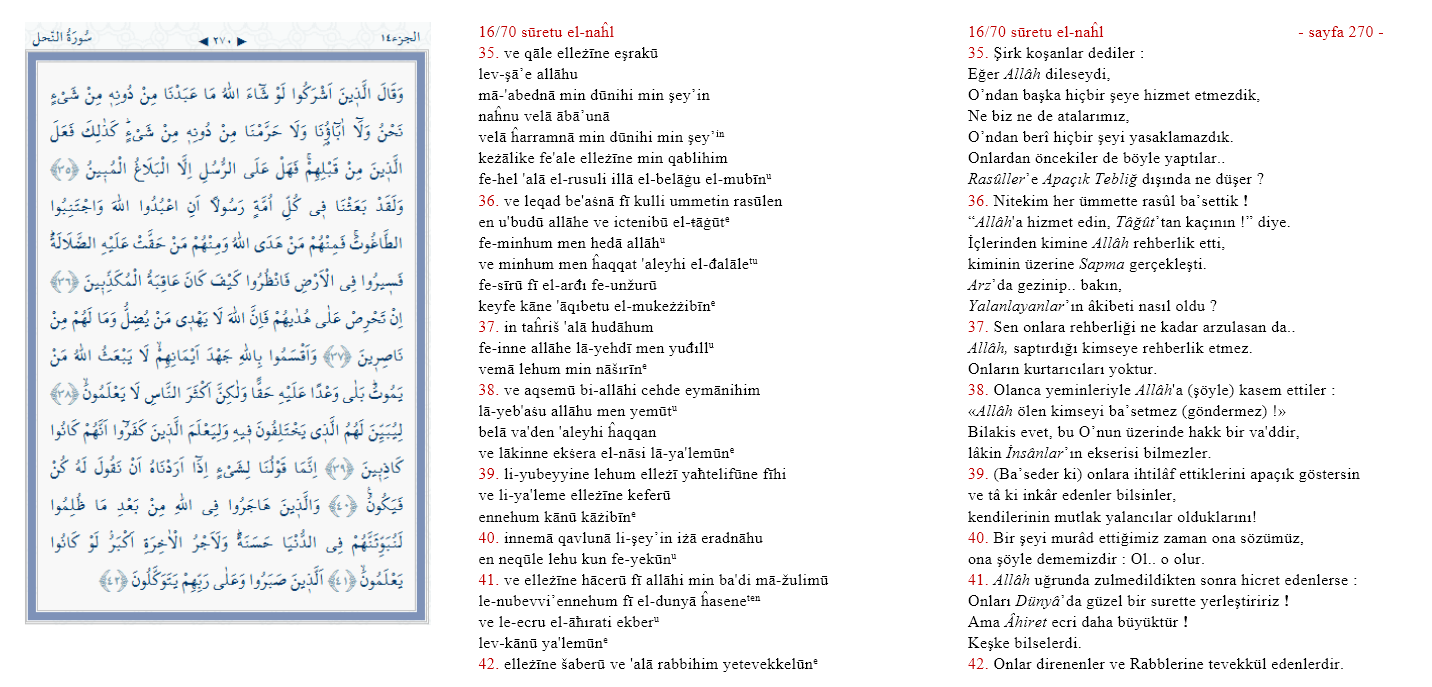 سُورَةُ النَّحل
◀ ٢٧٠ ▶
الجزء١٤
وَقَالَ الَّذ۪ينَ اَشْرَكُوا لَوْ شَٓاءَ اللّٰهُ مَا عَبَدْنَا مِنْ دُونِه۪ مِنْ شَيْءٍ
نَحْنُ وَلَٓا اٰبَٓاؤُ۬نَا وَلَا حَرَّمْنَا مِنْ دُونِه۪ مِنْ شَيْءٍۜ كَذٰلِكَ فَعَلَ
الَّذ۪ينَ مِنْ قَبْلِهِمْۚ فَهَلْ عَلَى الرُّسُلِ اِلَّا الْبَلَاغُ الْمُب۪ينُ ﴿٣٥﴾
وَلَقَدْ بَعَثْنَا ف۪ي كُلِّ اُمَّةٍ رَسُولًا اَنِ اعْبُدُوا اللّٰهَ وَاجْتَنِبُوا
الطَّاغُوتَۚ فَمِنْهُمْ مَنْ هَدَى اللّٰهُ وَمِنْهُمْ مَنْ حَقَّتْ عَلَيْهِ الضَّلَالَةُۜ
فَس۪يرُوا فِي الْاَرْضِ فَانْظُرُوا كَيْفَ كَانَ عَاقِبَةُ الْمُكَذِّب۪ينَ ﴿٣٦﴾
اِنْ تَحْرِصْ عَلٰى هُدٰيهُمْ فَاِنَّ اللّٰهَ لَا يَهْد۪ي مَنْ يُضِلُّ وَمَا لَهُمْ مِنْ
نَاصِر۪ينَ ﴿٣٧﴾ وَاَقْسَمُوا بِاللّٰهِ جَهْدَ اَيْمَانِهِمْۙ لَا يَبْعَثُ اللّٰهُ مَنْ
يَمُوتُۜ بَلٰى وَعْدًا عَلَيْهِ حَقًّا وَلٰكِنَّ اَكْثَرَ النَّاسِ لَا يَعْلَمُونَۙ ﴿٣٨﴾
لِيُبَيِّنَ لَهُمُ الَّذ۪ي يَخْتَلِفُونَ ف۪يهِ وَلِيَعْلَمَ الَّذ۪ينَ كَفَرُٓوا اَنَّهُمْ كَانُوا
كَاذِب۪ينَ ﴿٣٩﴾ اِنَّمَا قَوْلُنَا لِشَيْءٍ اِذَٓا اَرَدْنَاهُ اَنْ نَقُولَ لَهُ كُنْ
فَيَكُونُ۟ ﴿٤٠﴾ وَالَّذ۪ينَ هَاجَرُوا فِي اللّٰهِ مِنْ بَعْدِ مَا ظُلِمُوا
لَنُبَوِّئَنَّهُمْ فِي الدُّنْيَا حَسَنَةًۜ وَلَاَجْرُ الْاٰخِرَةِ اَكْبَرُۢ لَوْ كَانُوا
يَعْلَمُونَۙ ﴿٤١﴾ اَلَّذ۪ينَ صَبَرُوا وَعَلٰى رَبِّهِمْ يَتَوَكَّلُونَ ﴿٤٢﴾
16/70 sūretu el-naĥl
35. ve qāle elleżīne eşrakū
lev-şā’e allāhu
mā-'abednā min dūnihi min şey’in
naĥnu velā ābā’unā
velā ĥarramnā min dūnihi min şey’ⁱⁿ
keżālike fe'ale elleżīne min qablihim
fe-hel 'alā el-rusuli illā el-belāġu el-mubīnᵘ
36. ve leqad be'aśnā fī kulli ummetin rasūlen
en u'budū allāhe ve ictenibū el-ŧāġūtᵉ
fe-minhum men hedā allāhᵘ
ve minhum men ĥaqqat 'aleyhi el-đalāleᵗᵘ
fe-sīrū fī el-arđı fe-unžurū
keyfe kāne 'āqıbetu el-mukeżżibīnᵉ
37. in taĥriš 'alā hudāhum
fe-inne allāhe lā-yehdī men yuđıllᵘ
vemā lehum min nāšırīnᵉ
38. ve aqsemū bi-allāhi cehde eymānihim
lā-yeb'aśu allāhu men yemūtᵘ
belā va'den 'aleyhi ĥaqqan
ve lākinne ekśera el-nāsi lā-ya'lemūnᵉ
39. li-yubeyyine lehum elleżī yaħtelifūne fīhi
ve li-ya'leme elleżīne keferū
ennehum kānū kāżibīnᵉ
40. innemā qavlunā li-şey’in iżā eradnāhu
en neqūle lehu kun fe-yekūnᵘ
41. ve elleżīne hācerū fī allāhi min ba'di mā-žulimū
le-nubevvi’ennehum fī el-dunyā ĥaseneᵗᵉⁿ
ve le-ecru el-āħırati ekberᵘ
lev-kānū ya'lemūnᵉ
42. elleżīne šaberū ve 'alā rabbihim yetevekkelūnᵉ
16/70 sūretu el-naĥl - sayfa 270 -
35. Şirk koşanlar dediler :
Eğer Allâh dileseydi,
O’ndan başka hiçbir şeye hizmet etmezdik,
Ne biz ne de atalarımız,
O’ndan berî hiçbir şeyi yasaklamazdık.
Onlardan öncekiler de böyle yaptılar..
Rasûller’e Apaçık Tebliğ dışında ne düşer ?
36. Nitekim her ümmette rasûl ba’settik !
“Allâh'a hizmet edin, Tâğût’tan kaçının !” diye.
İçlerinden kimine Allâh rehberlik etti,
kiminin üzerine Sapma gerçekleşti.
Arz’da gezinip.. bakın,
Yalanlayanlar’ın âkibeti nasıl oldu ?
37. Sen onlara rehberliği ne kadar arzulasan da..
Allâh, saptırdığı kimseye rehberlik etmez.
Onların kurtarıcıları yoktur.
38. Olanca yeminleriyle Allâh'a (şöyle) kasem ettiler :
«Allâh ölen kimseyi ba’setmez (göndermez) !»
Bilakis evet, bu O’nun üzerinde hakk bir va'ddir,
lâkin İnsânlar’ın ekserisi bilmezler.
39. (Ba’seder ki) onlara ihtilâf ettiklerini apaçık göstersin
ve tâ ki inkâr edenler bilsinler,
kendilerinin mutlak yalancılar olduklarını!
40. Bir şeyi murâd ettiğimiz zaman ona sözümüz,
ona şöyle dememizdir : Ol.. o olur.
41. Allâh uğrunda zulmedildikten sonra hicret edenlerse :
Onları Dünyâ’da güzel bir surette yerleştiririz !
Ama Âhiret ecri daha büyüktür !
Keşke bilselerdi.
42. Onlar direnenler ve Rabblerine tevekkül edenlerdir.